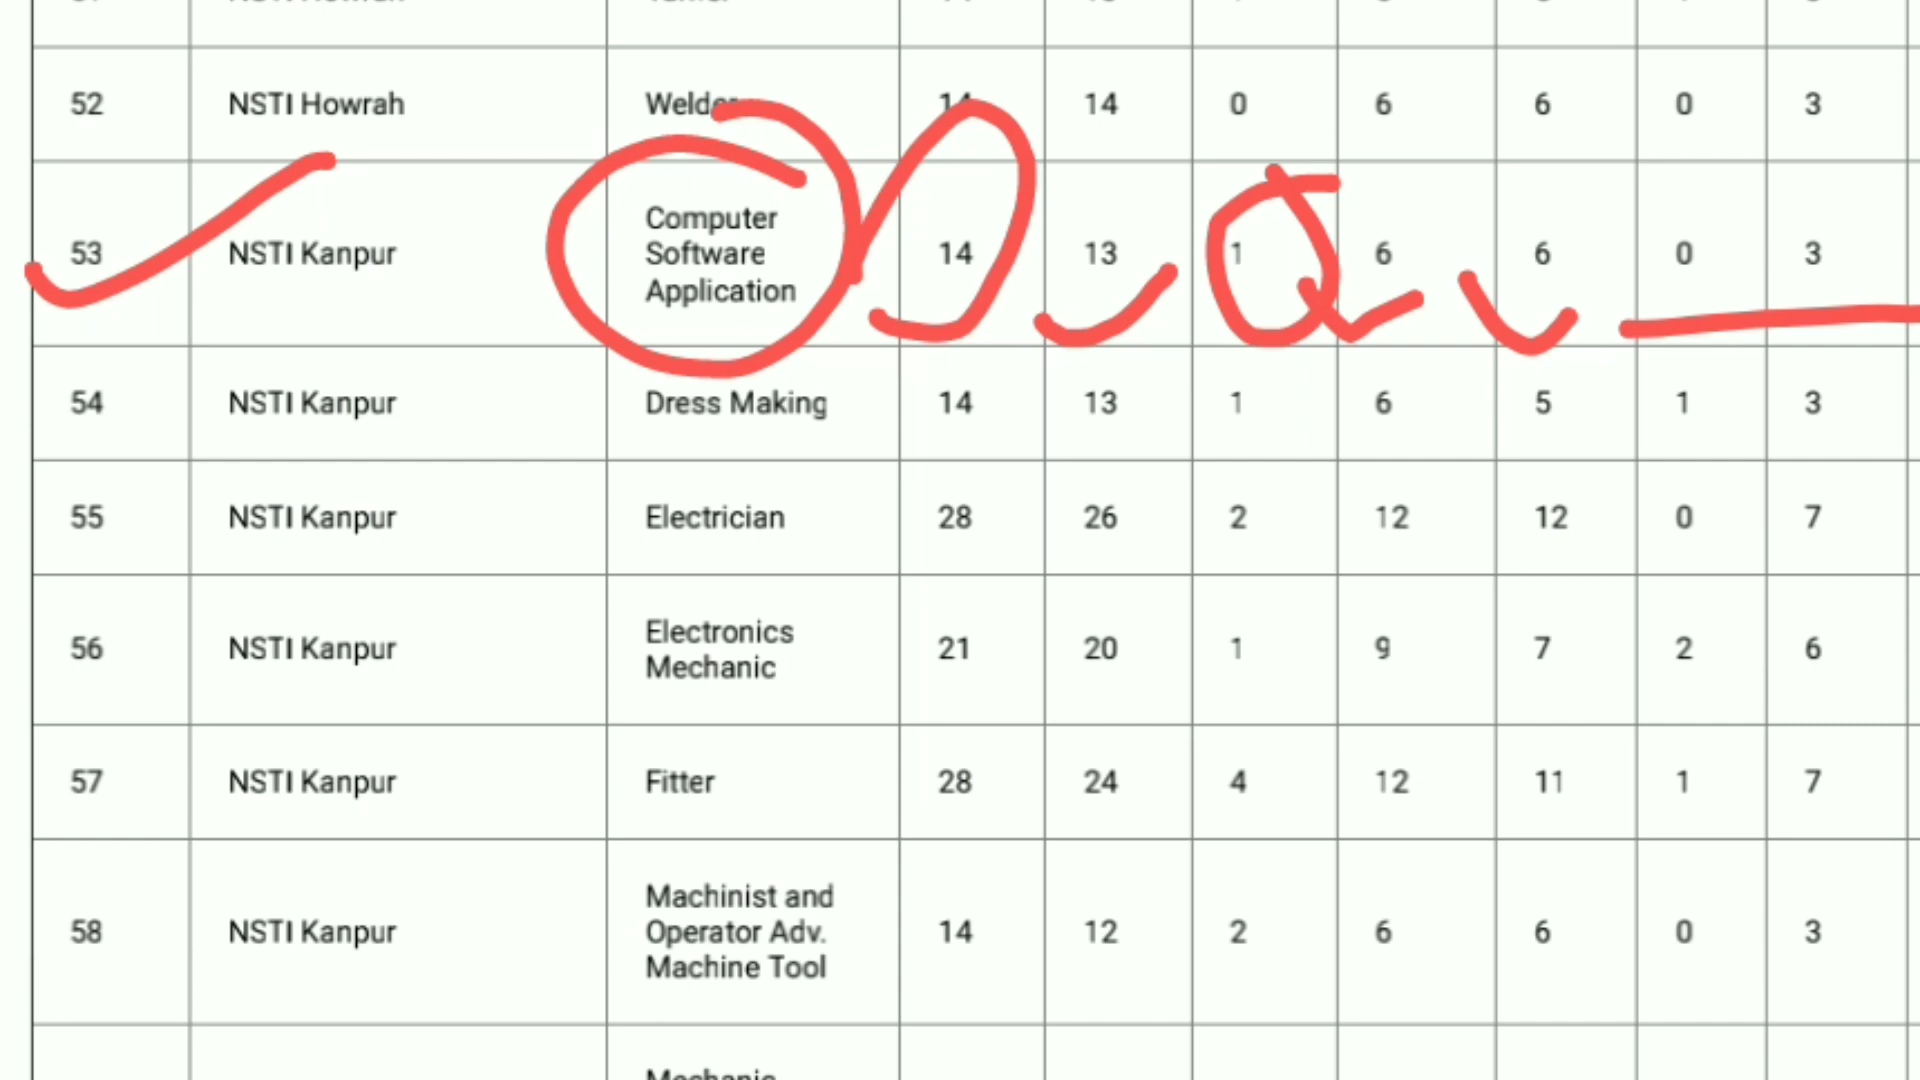 52 NSTI Howrah Welder 14 14 0 6 6 0 3
53 NSTI Kanpur Computer Software Application 14 13 1 6 6 0 3
54 NSTI Kanpur Dress Making 14 13 1 6 5 1 3
55 NSTI Kanpur Electrician 28 26 2 12 12 0 7
56 NSTI Kanpur Electronics Mechanic 21 20 1 9 7 2 6
57 NSTI Kanpur Fitter 28 24 4 12 11 1 7
58 NSTI Kanpur Machinist and Operator Adv. Machine Tool 14 12 2 6 6 0 3
Mechanic